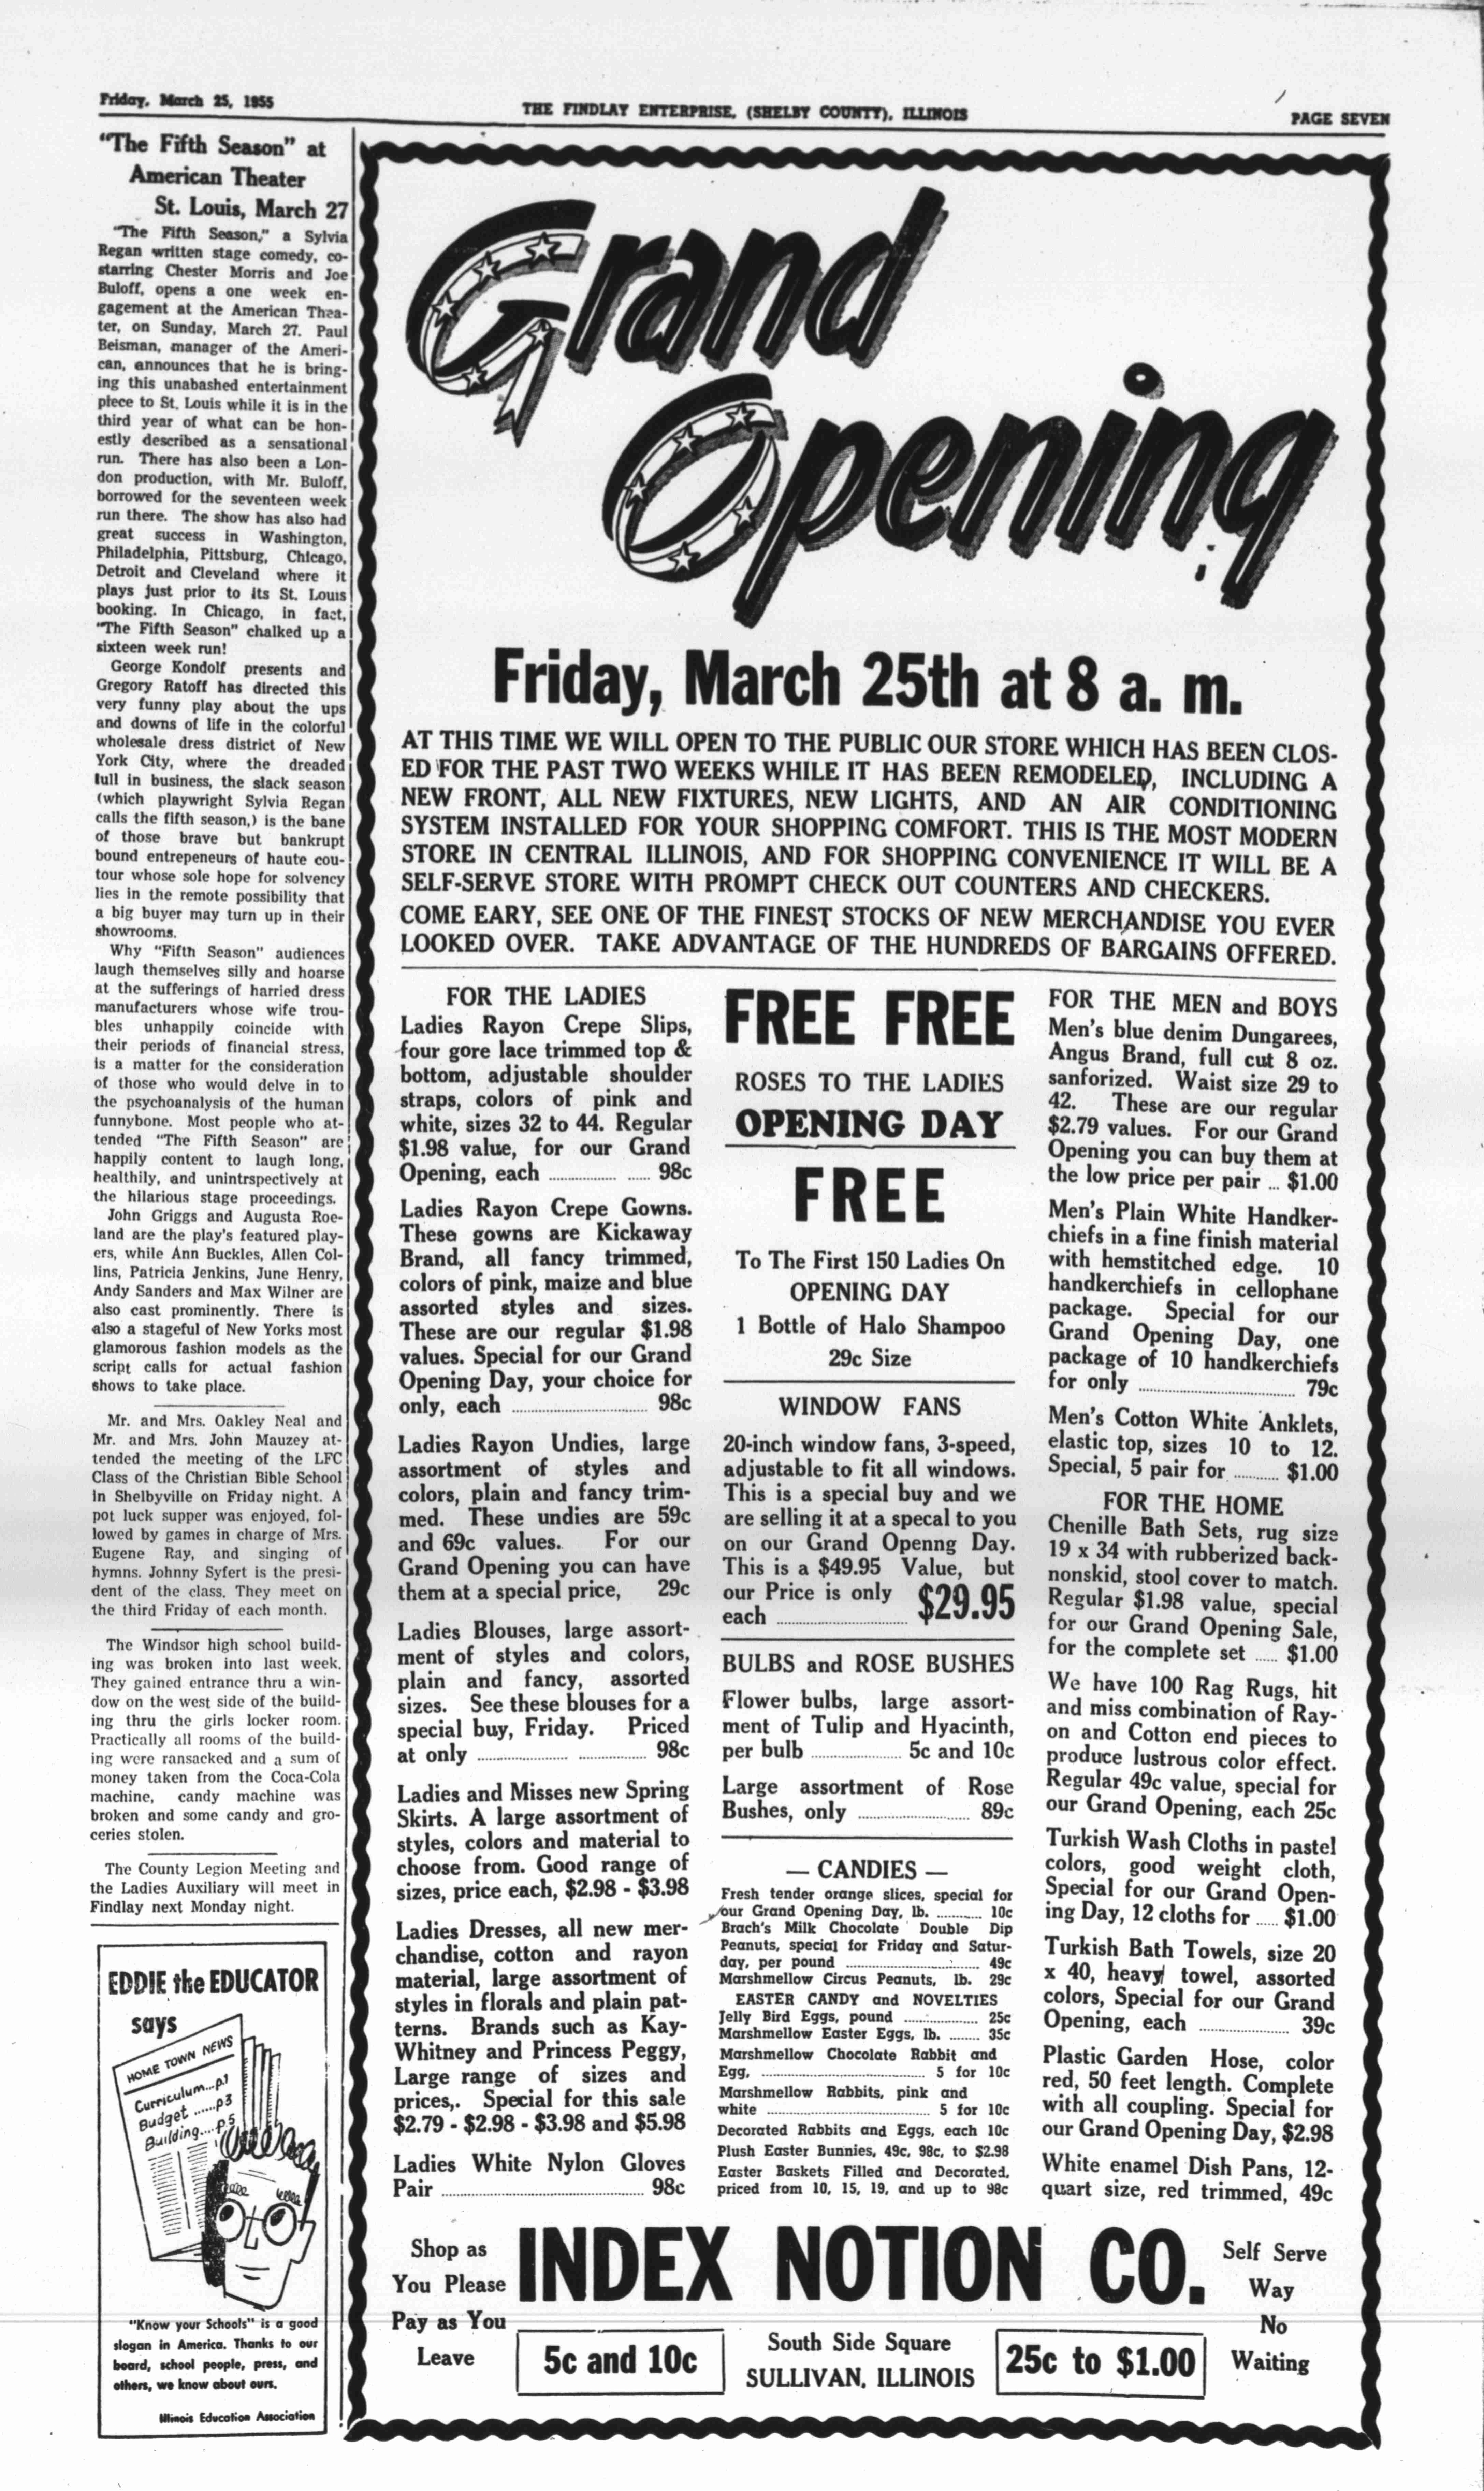 Friday, March 25, 1955
THE FINDLAY ENTERPRISE, (SHELBY COUNTY), ILLINOIS
PAGE SEVEN
"The Fifth Season" at
American Theater
St. Louis, March 27
"The Fifth Season," a Sylvia
Regan written stage comedy, co-
starring Chester Morris and Joe
Buloff, opens a one week en-
gagement at the American Thea-
ter, on Sunday, March 27. Paul
Beisman, manager of the Ameri-
can, announces that he is bring-
ing this unabashed entertainment
piece to St. Louis while it is in the
third year of what can be hon-
estly described as a sensational
run. There has also been a Lon-
don production, with Mr. Buloff,
borrowed for the seventeen week
run there. The show has also had
great success in Washington,
Philadelphia, Pittsburg, Chicago,
Detroit and Cleveland where it
plays just prior to its St. Louis
booking. In Chicago, in fact,
"The Fifth Season" chalked up a
sixteen week run!
George Kondolf presents and
Gregory Ratoff has directed this
very funny play about the ups
and downs of life in the colorful
wholesale dress district of New
York City, where the dreaded
lull in business, the slack season
(which playwright Sylvia Regan
calls the fifth season,) is the bane
of those brave but bankrupt
bound entrepeneurs of haute cou-
tour whose sole hope for solvency
lies in the remote possibility that
a big buyer may turn up in their
showrooms.
Why "Fifth Season" audiences
laugh themselves silly and hoarse
at the sufferings of harried dress
manufacturers whose wife trou-
bles unhappily coincide with
their periods of financial stress,
is a matter for the consideration
of those who would delve in to
the psychoanalysis of the human
funnybone. Most people who at-
tended "The Fifth Season" are
happily content to laugh long,
healthily, and unintrspectively at
the hilarious stage proceedings.
John Griggs and Augusta Roe-
land are the play's featured play-
ers, while Ann Buckles, Allen Col-
lins, Patricia Jenkins, June Henry,
Andy Sanders and Max Wilner are
also cast prominently. There is
also a stageful of New Yorks most
glamorous fashion models as the
script calls for actual fashion
shows to take place.
Mr. and Mrs. Oakley Neal and
Mr. and Mrs. John Mauzey at-
tended the meeting of the LFC
Class of the Christian Bible School
in Shelbyville on Friday night. A
pot luck supper was enjoyed, fol-
lowed by games in charge of Mrs.
Eugene Ray, and singing of
hymns. Johnny Syfert is the presi-
dent of the class. They meet on
the third Friday of each month.
The Windsor high school build-
ing was broken into last week.
They gained entrance thru a win-
dow on the west side of the build-
ing thru the girls locker room.
Practically all rooms of the build-
ing were ransacked and a sum of
money taken from the Coca-Cola
machine, candy machine was
broken and some candy and gro-
ceries stolen.
The County Legion Meeting and
the Ladies Auxiliary will meet in
Findlay next Monday night.
EDDIE the EDUCATOR
says
HOME TOWN NEWS
Curriculum...p.1
Budget ......p3
Building....p.5
"Know your Schools" is a good
slogan in America. Thanks to our
board, school people, press, and
others, we know about ours.
Illinois Education Association
Grand
Opening
Friday, March 25th at 8 a. m.
AT THIS TIME WE WILL OPEN TO THE PUBLIC OUR STORE WHICH HAS BEEN CLOS-
ED FOR THE PAST TWO WEEKS WHILE IT HAS BEEN REMODELED, INCLUDING A
NEW FRONT, ALL NEW FIXTURES, NEW LIGHTS, AND AN AIR CONDITIONING
SYSTEM INSTALLED FOR YOUR SHOPPING COMFORT. THIS IS THE MOST MODERN
STORE IN CENTRAL ILLINOIS, AND FOR SHOPPING CONVENIENCE IT WILL BE A
SELF-SERVE STORE WITH PROMPT CHECK OUT COUNTERS AND CHECKERS.
COME EARY, SEE ONE OF THE FINEST STOCKS OF NEW MERCHANDISE YOU EVER
LOOKED OVER. TAKE ADVANTAGE OF THE HUNDREDS OF BARGAINS OFFERED.
FOR THE LADIES
Ladies Rayon Crepe Slips,
four gore lace trimmed top &
bottom, adjustable shoulder
straps, colors of pink and
white, sizes 32 to 44. Regular
$1.98 value, for our Grand
Opening, each ............ ..... 98c
Ladies Rayon Crepe Gowns.
These gowns are Kickaway
Brand, all fancy trimmed,
colors of pink, maize and blue
assorted styles and sizes.
These are our regular $1.98
values. Special for our Grand
Opening Day, your choice for
only, each ........................ 98c
Ladies Rayon Undies, large
assortment of styles and
colors, plain and fancy trim-
med. These undies are 59c
and 69c values. For our
Grand Opening you can have
them at a special price, 29c
Ladies Blouses, large assort-
ment of styles and colors,
plain and fancy, assorted
sizes. See these blouses for a
special buy, Friday. Priced
at only ................ ............ 98c
Ladies and Misses new Spring
Skirts. A large assortment of
styles, colors and material to
choose from. Good range of
sizes, price each, $2.98 - $3.98
Ladies Dresses, all new mer-
chandise, cotton and rayon
material, large assortment of
styles in florals and plain pat-
terns. Brands such as Kay-
Whitney and Princess Peggy,
Large range of sizes and
prices,. Special for this sale
$2.79 - $2.98 - $3.98 and $5.98
Ladies White Nylon Gloves
Pair .................................... 98c
FREE FREE
ROSES TO THE LADIES
OPENING DAY
FREE
To The First 150 Ladies On
OPENING DAY
1 Bottle of Halo Shampoo
29c Size
WINDOW FANS
20-inch window fans, 3-speed,
adjustable to fit all windows.
This is a special buy and we
are selling it at a specal to you
on our Grand Openng Day.
This is a $49.95 Value, but
our Price is only
each ........................ $29.95
BULBS and ROSE BUSHES
Flower bulbs, large assort-
ment of Tulip and Hyacinth,
per bulb ................ 5c and 10c
Large assortment of Rose
Bushes, only .................... 89c
— CANDIES —
Fresh tender orange slices, special for
our Grand Opening Day, lb. ........... 10c
Brach's Milk Chocolate Double Dip
Peanuts, special for Friday and Satur-
day, per pound ................................ 49c
Marshmellow Circus Peanuts, lb. 29c
EASTER CANDY and NOVELTIES
Jelly Bird Eggs, pound .................. 25c
Marshmellow Easter Eggs, lb. ........ 35c
Marshmellow Chocolate Rabbit and
Egg, ........................................ 5 for 10c
Marshmellow Rabbits, pink and
white ........................................ 5 for 10c
Decorated Rabbits and Eggs, each 10c
Plush Easter Bunnies, 49c, 98c, to $2.98
Easter Baskets Filled and Decorated,
priced from 10, 15, 19, and up to 98c
FOR THE MEN and BOYS
Men's blue denim Dungarees,
Angus Brand, full cut 8 oz.
sanforized. Waist size 29 to
42. These are our regular
$2.79 values. For our Grand
Opening you can buy them at
the low price per pair ... $1.00
Men's Plain White Handker-
chiefs in a fine finish material
with hemstitched edge. 10
handkerchiefs in cellophane
package. Special for our
Grand Opening Day, one
package of 10 handkerchiefs
for only ............................ 79c
Men's Cotton White Anklets,
elastic top, sizes 10 to 12.
Special, 5 pair for .......... $1.00
FOR THE HOME
Chenille Bath Sets, rug size
19 x 34 with rubberized back-
nonskid, stool cover to match.
Regular $1.98 value, special
for our Grand Opening Sale,
for the complete set ..... $1.00
We have 100 Rag Rugs, hit
and miss combination of Ray-
on and Cotton end pieces to
produce lustrous color effect.
Regular 49c value, special for
our Grand Opening, each 25c
Turkish Wash Cloths in pastel
colors, good weight cloth,
Special for our Grand Open-
ing Day, 12 cloths for ..... $1.00
Turkish Bath Towels, size 20
x 40, heavy towel, assorted
colors, Special for our Grand
Opening, each .................. 39c
Plastic Garden Hose, color
red, 50 feet length. Complete
with all coupling. Special for
our Grand Opening Day, $2.98
White enamel Dish Pans, 12-
quart size, red trimmed, 49c
Shop as
You Please
Pay as You
Leave
INDEX NOTION CO.
5c and 10c
South Side Square
SULLIVAN, ILLINOIS
25c to $1.00
Self Serve
Way
No
Waiting